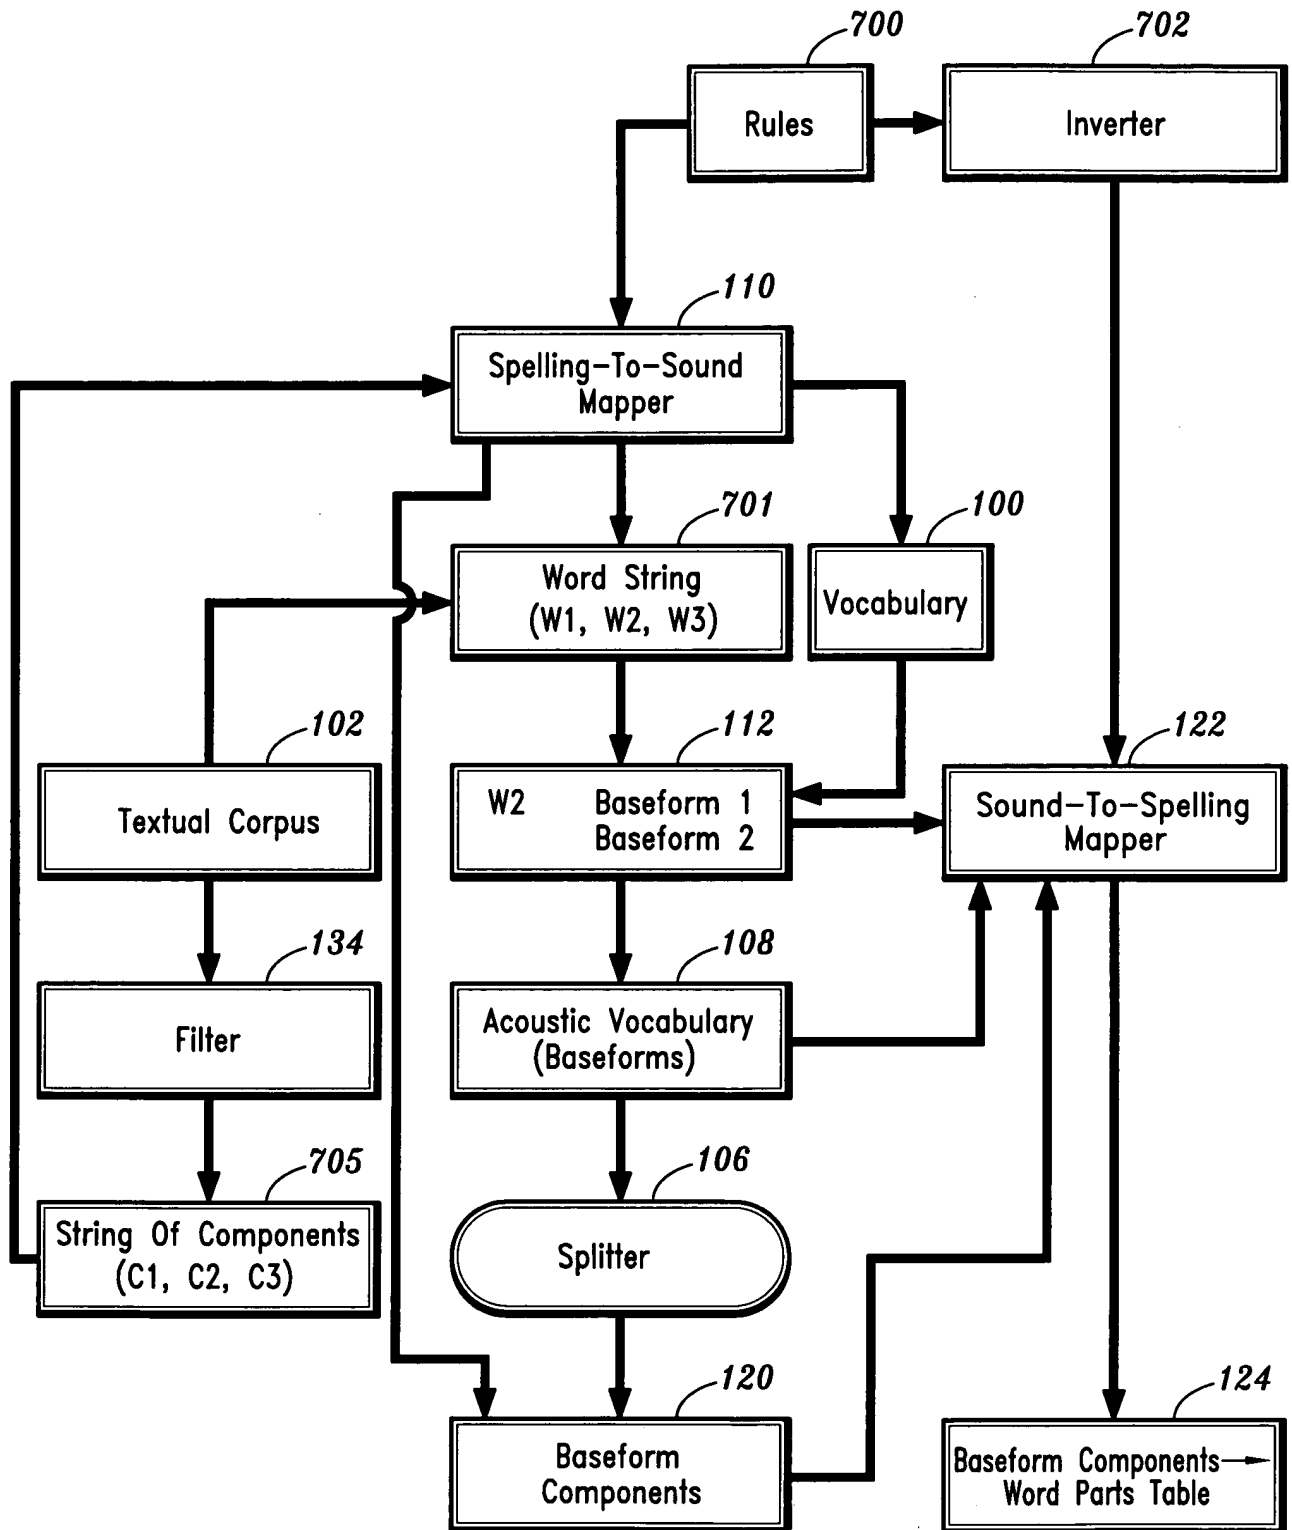 700
702
Rules
Inverter
110
Spelling-To-Sound
Mapper
701
100
Word String
(W1, W2, W3)
Vocabulary
102
112
122
Textual Corpus
W2 Baseform 1
Baseform 2
Sound-To-Spelling
Mapper
134
108
Filter
Acoustic Vocabulary
(Baseforms)
705
106
String Of Components
(C1, C2, C3)
Splitter
120
124
Baseform
Components
Baseform Components→
Word Parts Table